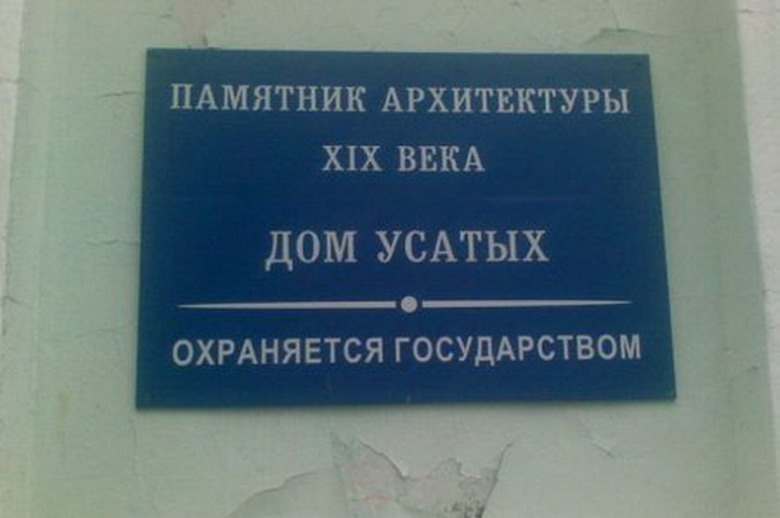 ПАМЯТНИК АРХИТЕКТУРЫ
XIX ВЕКА
ДОМ УСАТЫХ
ОХРАНЯЕТСЯ ГОСУДАРСТВОМ